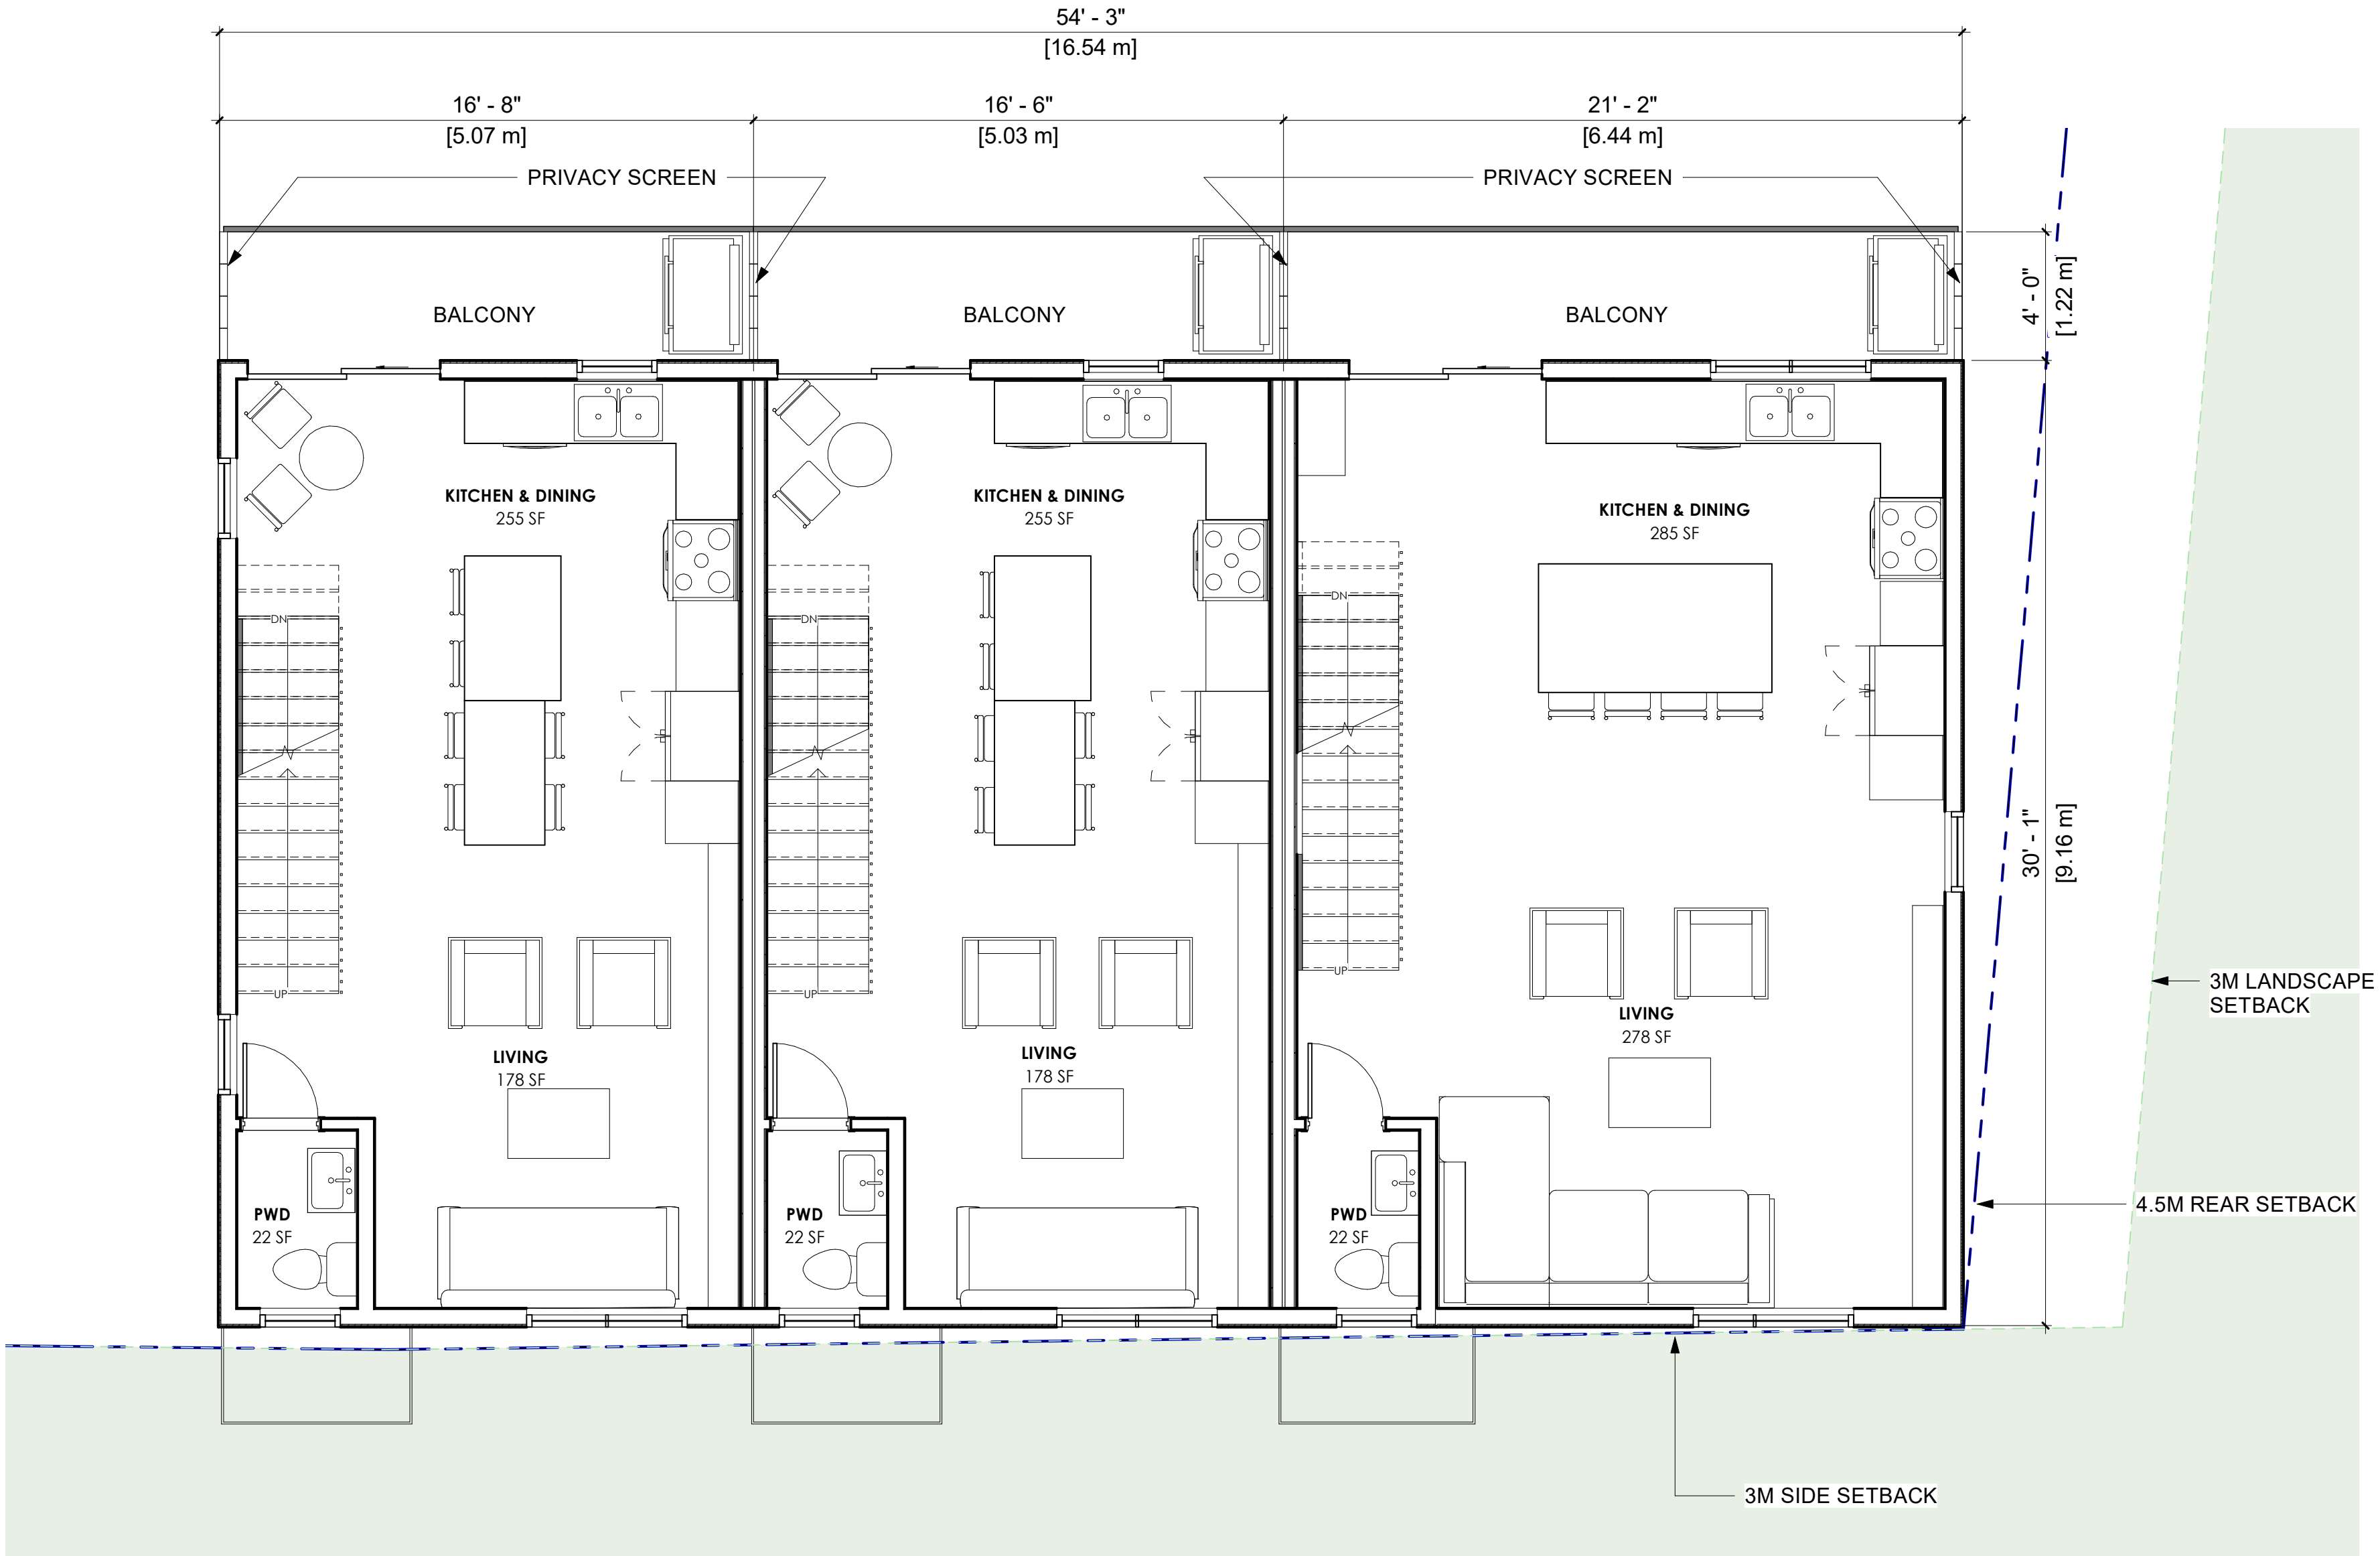 54' - 3"
[16.54 m]
16' - 8"
[5.07 m]
16' - 6"
[5.03 m]
21' - 2"
[6.44 m]
PRIVACY SCREEN
PRIVACY SCREEN
4' - 0"
[1.22 m]
BALCONY
BALCONY
BALCONY
KITCHEN & DINING
255 SF
KITCHEN & DINING
255 SF
KITCHEN & DINING
285 SF
DN
DN
DN
30' - 1"
[9.16 m]
UP
UP
UP
3M LANDSCAPE
SETBACK
LIVING
178 SF
LIVING
178 SF
LIVING
278 SF
PWD
22 SF
PWD
22 SF
PWD
22 SF
4.5M REAR SETBACK
3M SIDE SETBACK